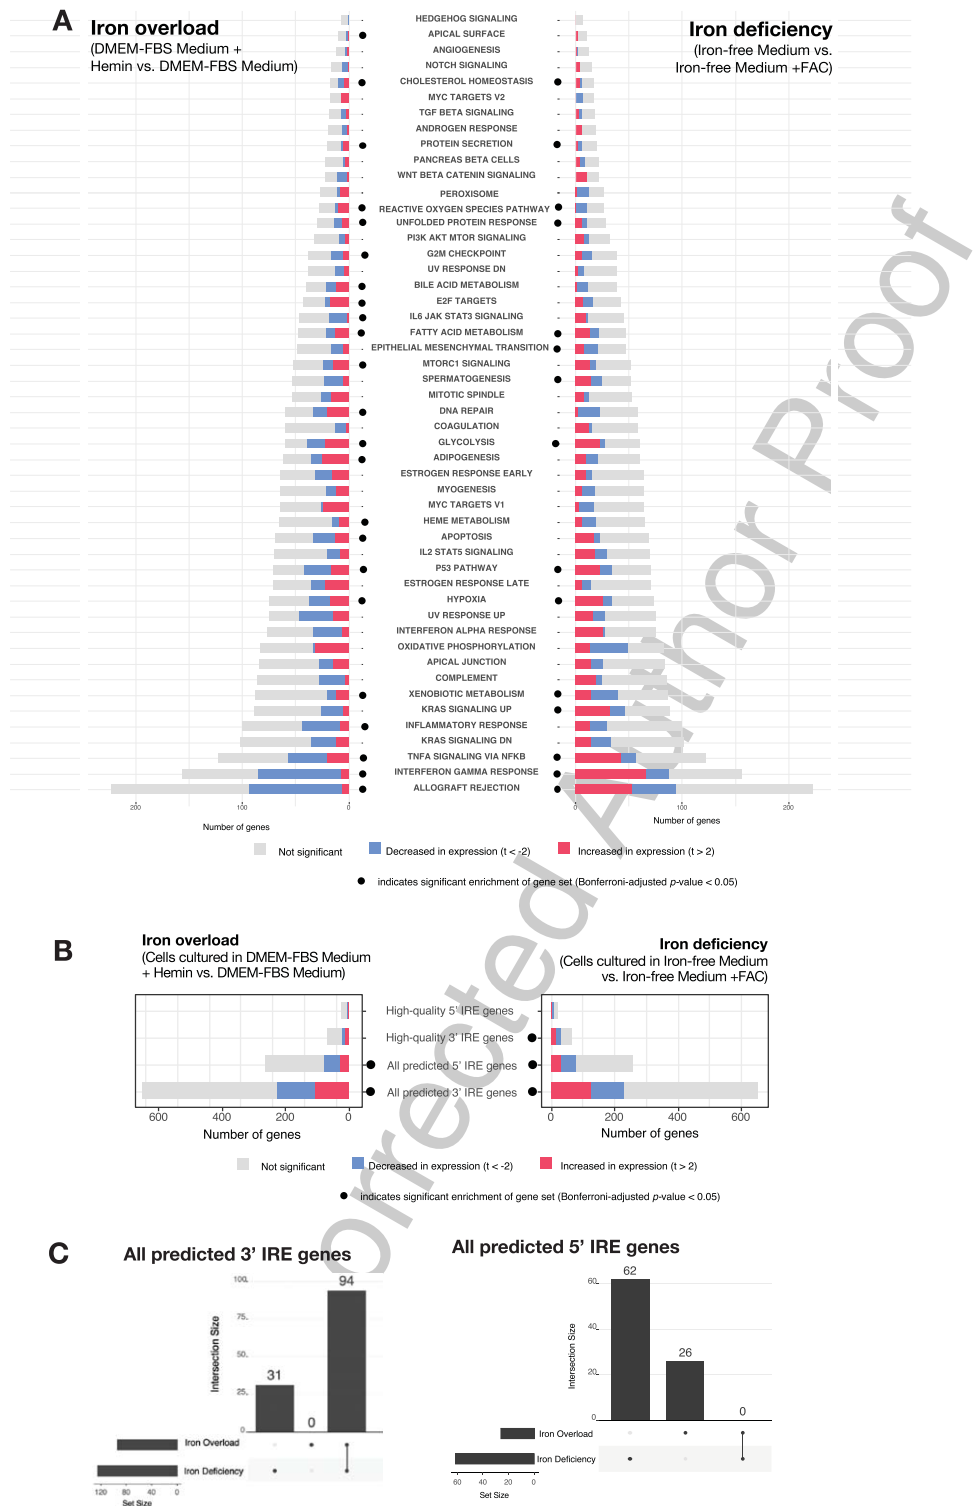 A
Iron overload
(DMEM-FBS Medium +
Hemin vs. DMEM-FBS Medium)
Iron deficiency
(Iron-free Medium vs.
Iron-free Medium +FAC)
HEDGEHOG SIGNALING
APICAL SURFACE
ANGIOGENESIS
NOTCH SIGNALING
CHOLESTEROL HOMEOSTASIS
MYC TARGETS V2
TGF BETA SIGNALING
ANDROGEN RESPONSE
PROTEIN SECRETION
PANCREAS BETA CELLS
WNT BETA CATENIN SIGNALING
PEROXISOME
REACTIVE OXYGEN SPECIES PATHWAY
UNFOLDED PROTEIN RESPONSE
PI3K AKT MTOR SIGNALING
G2M CHECKPOINT
UV RESPONSE DN
BILE ACID METABOLISM
E2F TARGETS
IL6 JAK STAT3 SIGNALING
FATTY ACID METABOLISM
EPITHELIAL MESENCHYMAL TRANSITION
MTORC1 SIGNALING
SPERMATOGENESIS
MITOTIC SPINDLE
DNA REPAIR
COAGULATION
GLYCOLYSIS
ADIPOGENESIS
ESTROGEN RESPONSE EARLY
MYOGENESIS
MYC TARGETS V1
HEME METABOLISM
APOPTOSIS
IL2 STAT5 SIGNALING
P53 PATHWAY
ESTROGEN RESPONSE LATE
HYPOXIA
UV RESPONSE UP
INTERFERON ALPHA RESPONSE
OXIDATIVE PHOSPHORYLATION
APICAL JUNCTION
COMPLEMENT
XENOBIOTIC METABOLISM
KRAS SIGNALING UP
INFLAMMATORY RESPONSE
KRAS SIGNALING DN
TNFA SIGNALING VIA NFKB
INTERFERON GAMMA RESPONSE
ALLOGRAFT REJECTION
200 100 0 0 100 200
Number of genes Number of genes
Not significant Decreased in expression (t < -2) Increased in expression (t > 2)
indicates significant enrichment of gene set (Bonferroni-adjusted p-value < 0.05)
B
Iron overload
(Cells cultured in DMEM-FBS Medium
+ Hemin vs. DMEM-FBS Medium)
Iron deficiency
(Cells cultured in Iron-free Medium
vs. Iron-free Medium +FAC)
High-quality 5' IRE genes
High-quality 3' IRE genes
All predicted 5' IRE genes
All predicted 3' IRE genes
600 400 200 0 0 200 400 600
Number of genes Number of genes
Not significant Decreased in expression (t < -2) Increased in expression (t > 2)
indicates significant enrichment of gene set (Bonferroni-adjusted p-value < 0.05)
C
All predicted 3' IRE genes
100
75
50
25
0
Intersection Size
31
0
94
Iron Overload
Iron Deficiency
120 80 40 0
Set Size
All predicted 5' IRE genes
60
40
20
0
Intersection Size
62
26
0
Iron Overload
Iron Deficiency
60 40 20 0
Set Size
orrected Author Proof